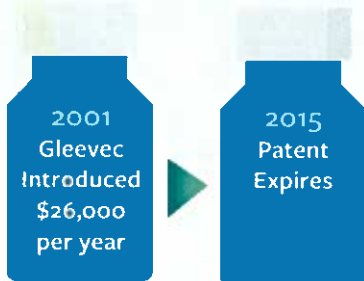 2001
Gleevec
Introduced
$26,000
per year
2015
Patent
Expires